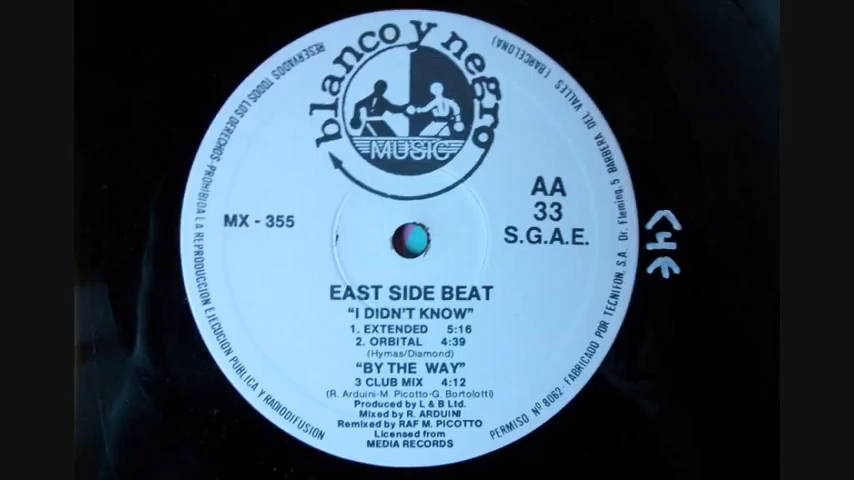 blanco y negro
MUSIC
RESERVADOS TODOS LOS DERECHOS-PROHIBIDA LA REPRODUCCION EJECUCION PUBLICA Y RADIODIFUSION
PERMISO Nº 8062-FABRICADO POR TECNIFON, S.A. Dr. Fleming, 5 BARBERA DEL VALLES (BARCELONA)
MX - 355
AA
33
S.G.A.E.
EAST SIDE BEAT
"I DIDN'T KNOW"
1. EXTENDED 5:16
2. ORBITAL 4:39
(Hymas/Diamond)
"BY THE WAY"
3 CLUB MIX 4:12
(R. Arduini-M. Picotto-G. Bortolotti)
Produced by L & B Ltd.
Mixed by R. ARDUINI
Remixed by RAF M. PICOTTO
Licensed from
MEDIA RECORDS